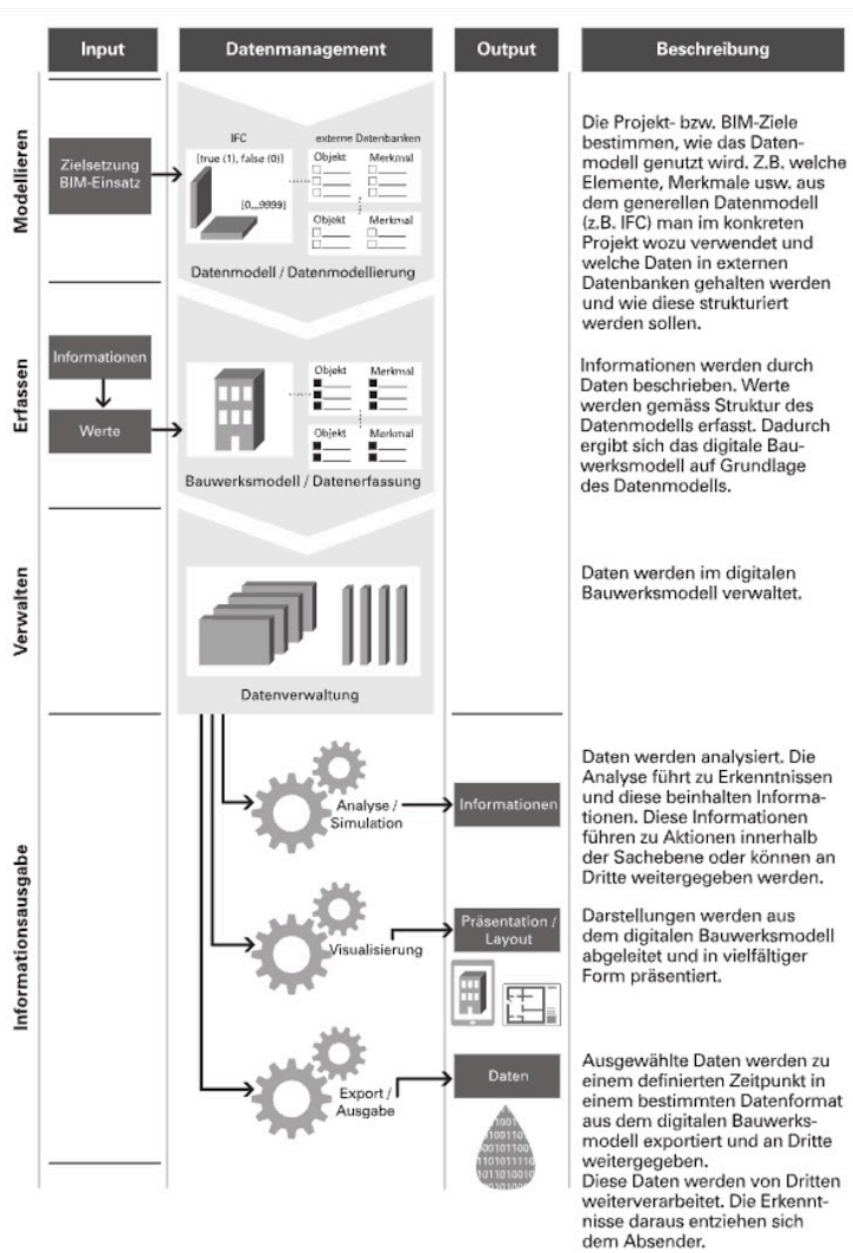 Input
Datenmanagement
Output
Beschreibung
Modellieren
Zielsetzung
BIM-Einsatz
IFC
[true (1), false (0)]
[0__9999]
externe Datenbanken
Objekt
Merkmal
Objekt
Merkmal
Datenmodell / Datenmodellierung
Die Projekt- bzw. BIM-Ziele
bestimmen, wie das Daten-
modell genutzt wird. Z.B. welche
Elemente, Merkmale usw. aus
dem generellen Datenmodell
(z.B. IFC) man im konkreten
Projekt wozu verwendet und
welche Daten in externen
Datenbanken gehalten werden
und wie diese strukturiert
werden sollen.
Erfassen
Informationen
Werte
Objekt
Merkmal
Objekt
Merkmal
Bauwerksmodell / Datenerfassung
Informationen werden durch
Daten beschrieben. Werte
werden gemäss Struktur des
Datenmodells erfasst. Dadurch
ergibt sich das digitale Bau-
werksmodell auf Grundlage
des Datenmodells.
Verwalten
Datenverwaltung
Daten werden im digitalen
Bauwerksmodell verwaltet.
Informationsausgabe
Analyse /
Simulation
Informationen
Daten werden analysiert. Die
Analyse führt zu Erkenntnissen
und diese beinhalten Informa-
tionen. Diese Informationen
führen zu Aktionen innerhalb
der Sachebene oder können an
Dritte weitergegeben werden.
Visualisierung
Präsentation /
Layout
Darstellungen werden aus
dem digitalen Bauwerksmodell
abgeleitet und in vielfältiger
Form präsentiert.
Export /
Ausgabe
Daten
Ausgewählte Daten werden zu
einem definierten Zeitpunkt in
einem bestimmten Datenformat
aus dem digitalen Bauwerks-
modell exportiert und an Dritte
weitergegeben.
Diese Daten werden von Dritten
weiterverarbeitet. Die Erkennt-
nisse daraus entziehen sich
dem Absender.